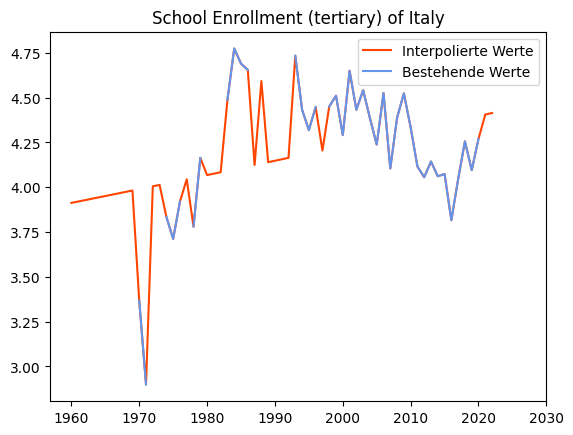 School Enrollment (tertiary) of Italy
Interpolierte Werte
Bestehende Werte
4.75
4.50
4.25
4.00
3.75
3.50
3.25
3.00
1960 1970 1980 1990 2000 2010 2020 2030